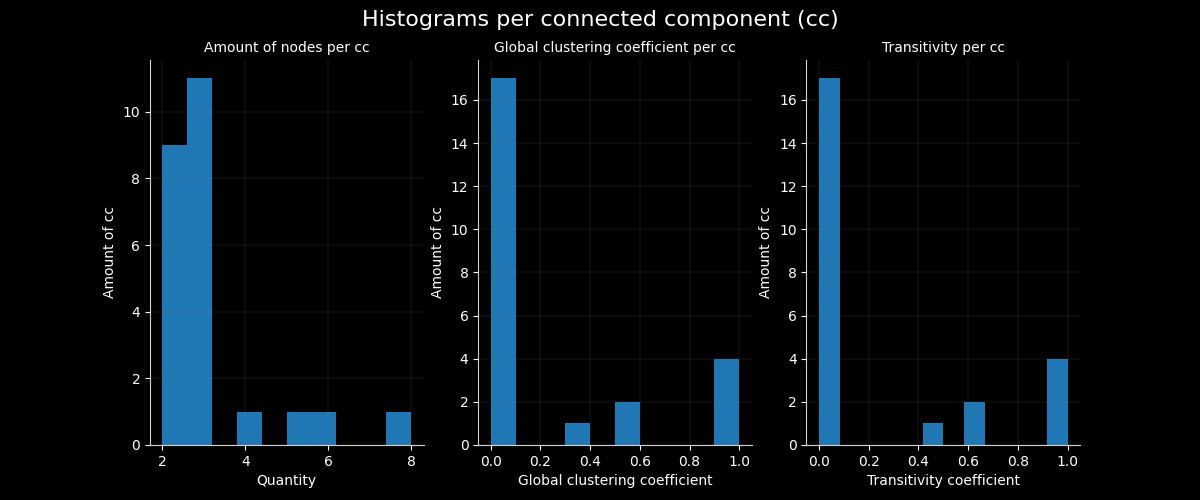 Histograms per connected component (cc)
Amount of nodes per cc
Global clustering coefficient per cc
Transitivity per cc
Amount of cc
10
8
6
4
2
0
2 4 6 8
Quantity
Amount of cc
16
14
12
10
8
6
4
2
0
0.0 0.2 0.4 0.6 0.8 1.0
Global clustering coefficient
Amount of cc
16
14
12
10
8
6
4
2
0
0.0 0.2 0.4 0.6 0.8 1.0
Transitivity coefficient